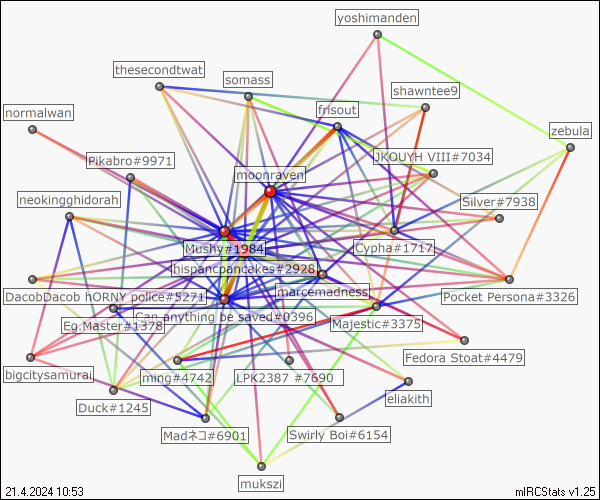 yoshimanden
thesecondtwat
somass
shawntee9
normalwan
frisout
zebula
Pikabro#9971
JKOUYH VIII#7034
moonraven
neokingghidorah
Silver#7938
Mushy#1984
Cypha#1717
hispancpancakes#2928
DacobDacob hORNY police#5271
marcemadness
Pocket Persona#3326
Eg.Master#1378
Can anything be saved#0396
Majestic#3375
Fedora Stoat#4479
bigcitysamurai
ming#4742
LPK2387 #7690
eliakith
Duck#1245
Madネコ#6901
Swirly Boi#6154
mukszi
21.4.2024 10:53
mIRCStats v1.25